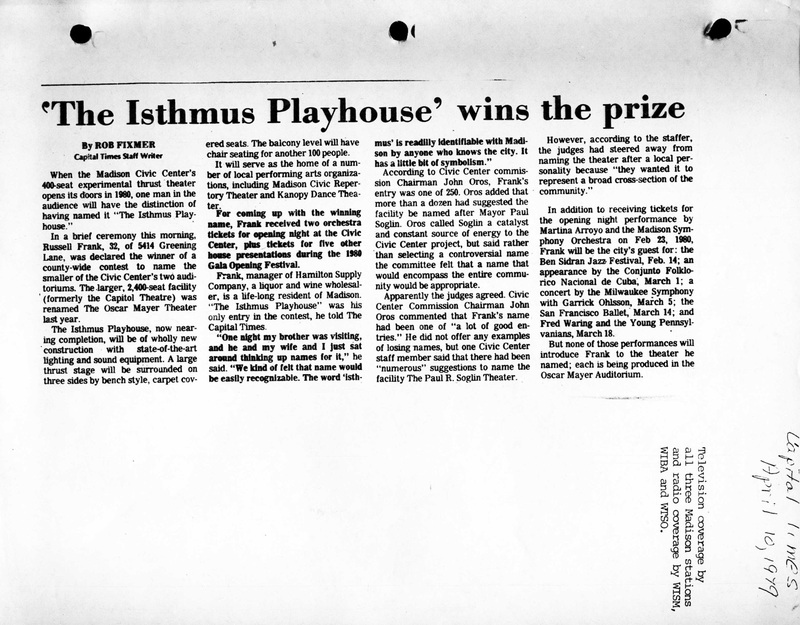 'The Isthmus Playhouse' wins the prize
By ROB FIXMER
Capital Times Staff Writer
When the Madison Civic Center's
400-seat experimental thrust theater
opens its doors in 1980, one man in the
audience will have the distinction of
having named it "The Isthmus Play-
house."
In a brief ceremony this morning,
Russell Frank, 32, of 5414 Greening
Lane, was declared the winner of a
county-wide contest to name the
smaller of the Civic Center's two audi-
toriums. The larger, 2,400-seat facility
(formerly the Capitol Theatre) was
renamed The Oscar Mayer Theater
last year.
The Isthmus Playhouse, now near-
ing completion, will be of wholly new
construction with state-of-the-art
lighting and sound equipment. A large
thrust stage will be surrounded on
three sides by bench style, carpet cov-
ered seats. The balcony level will have
chair seating for another 100 people.
It will serve as the home of a num-
ber of local performing arts organiza-
tions, including Madison Civic Reper-
tory Theater and Kanopy Dance Thea-
ter.
For coming up with the winning
name, Frank received two orchestra
tickets for opening night at the Civic
Center, plus tickets for five other
house presentations during the 1980
Gala Opening Festival.
Frank, manager of Hamilton Supply
Company, a liquor and wine wholesal-
er, is a life-long resident of Madison.
"The Isthmus Playhouse" was his
only entry in the contest, he told The
Capital Times.
"One night my brother was visiting,
and he and my wife and I just sat
around thinking up names for it," he
said. "We kind of felt that name would
be easily recognizable. The word 'isth-
mus' is readilly identifiable with Madi-
son by anyone who knows the city. It
has a little bit of symbolism."
According to Civic Center commis-
sion Chairman John Oros, Frank's
entry was one of 250. Oros added that
more than a dozen had suggested the
facility be named after Mayor Paul
Soglin. Oros called Soglin a catalyst
and constant source of energy to the
Civic Center project, but said rather
than selecting a controversial name
the committee felt that a name that
would encompass the entire commu-
nity would be appropriate.
Apparently the judges agreed. Civic
Center Commission Chairman John
Oros commented that Frank's name
had been one of "a lot of good en-
tries." He did not offer any examples
of losing names, but one Civic Center
staff member said that there had been
"numerous" suggestions to name the
facility The Paul R. Soglin Theater.
However, according to the staffer,
the judges had steered away from
naming the theater after a local per-
sonality because "they wanted it to
represent a broad cross-section of the
community."
In addition to receiving tickets for
the opening night performance by
Martina Arroyo and the Madison Sym-
phony Orchestra on Feb 23, 1980,
Frank will be the city's guest for: the
Ben Sidran Jazz Festival, Feb. 14; an
appearance by the Conjunto Folklo-
rico Nacional de Cuba, March 1; a
concert by the Milwaukee Symphony
with Garrick Ohlsson, March 5; the
San Francisco Ballet, March 14; and
Fred Waring and the Young Pennsyl-
vanians, March 18.
But none of those performances will
introduce Frank to the theater he
named; each is being produced in the
Oscar Mayer Auditorium.
Television coverage by
all three Madison stations
and radio coverage by WISM,
WIBA and WTSO.
Capital Times
April 10, 1979